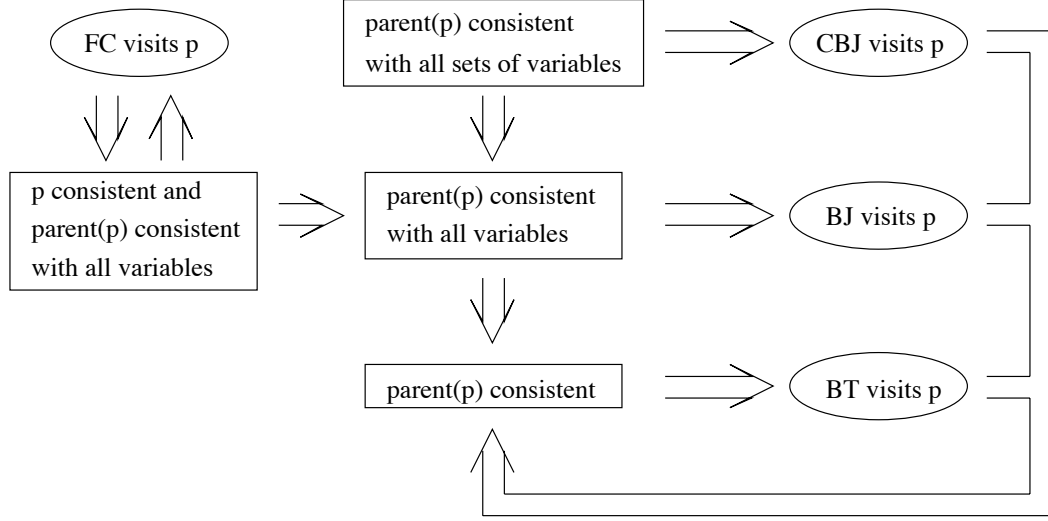 FC visits p
parent(p) consistent
with all sets of variables
CBJ visits p
p consistent and
parent(p) consistent
with all variables
parent(p) consistent
with all variables
BJ visits p
parent(p) consistent
BT visits p